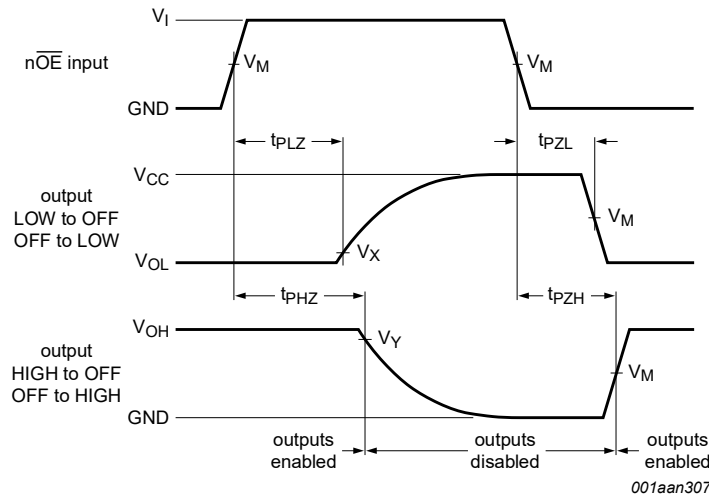 V_I
nOE input
V_M
V_M
GND
t_PLZ
t_PZL
V_CC
output
LOW to OFF
OFF to LOW
V_M
V_X
V_OL
t_PHZ
t_PZH
V_OH
output
HIGH to OFF
OFF to HIGH
V_Y
V_M
GND
outputs enabled
outputs disabled
outputs enabled
001aan307